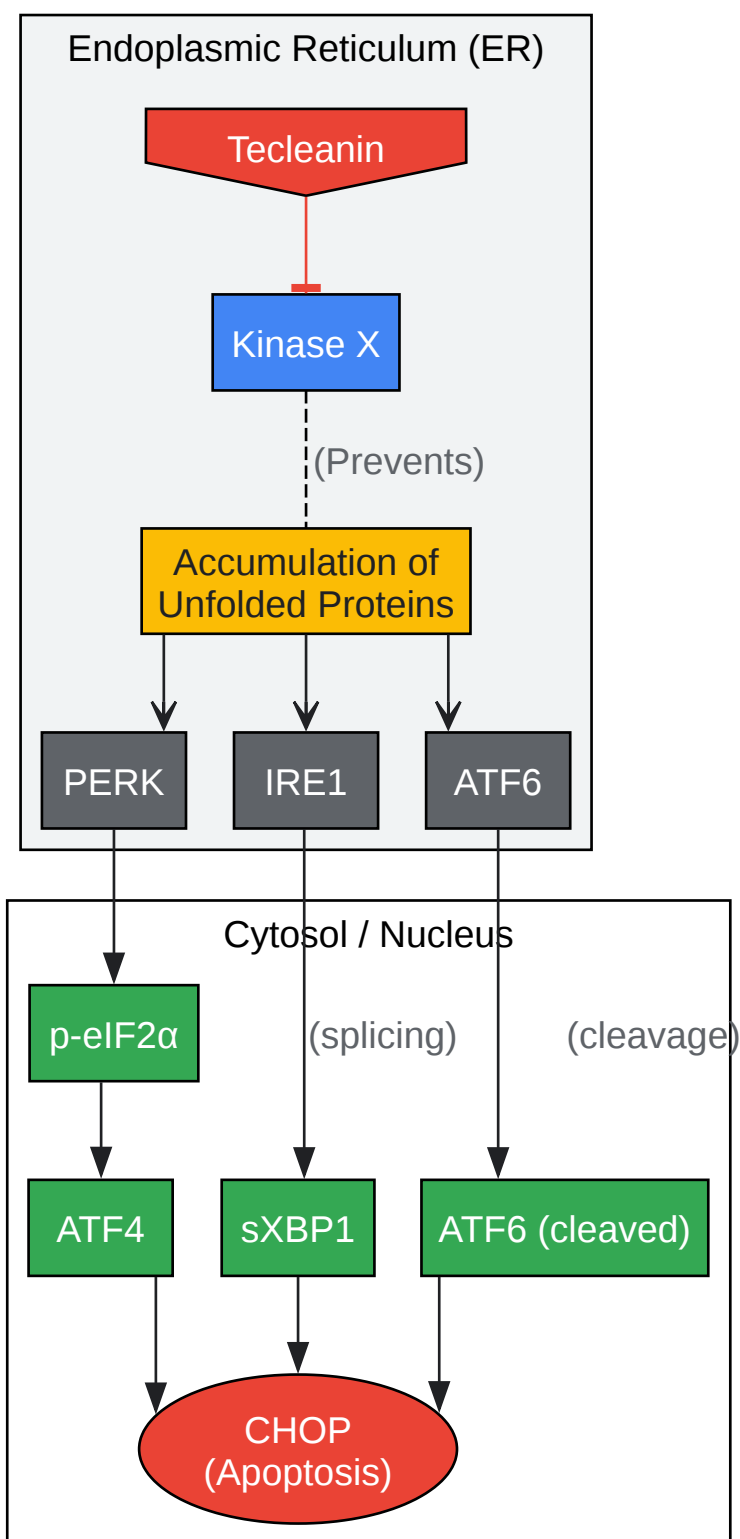 Endoplasmic Reticulum (ER)
Tecleanin
Kinase X
(Prevents)
Accumulation of
Unfolded Proteins
PERK
IRE1
ATF6
Cytosol / Nucleus
p-eIF2α
(splicing)
(cleavage)
ATF4
sXBP1
ATF6 (cleaved)
CHOP
(Apoptosis)